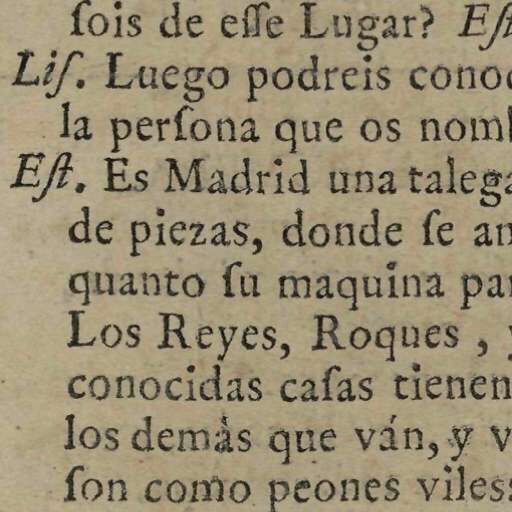 ſois de eſſe Lugar? Eſt
Liſ. Luego podreis conoc
la perſona que os nomb
Eſt. Es Madrid una talega
de piezas, donde ſe an
quanto ſu maquina par
Los Reyes, Roques , y
conocidas caſas tienen
los demàs que ván, y v
ſon como peones viless